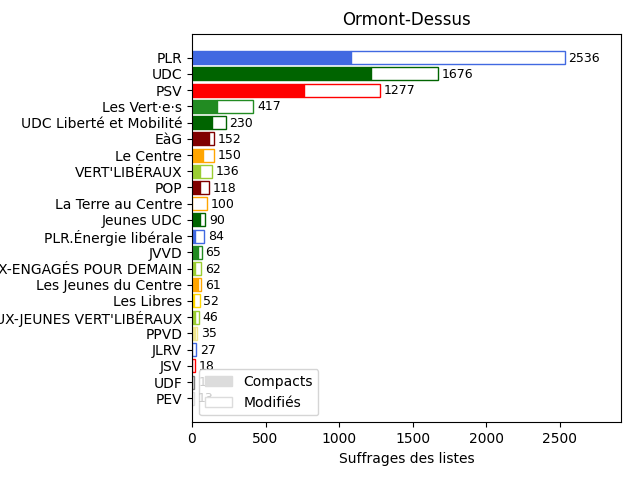 Ormont-Dessus
PLR 2536
UDC 1676
PSV 1277
Les Vert·e·s 417
UDC Liberté et Mobilité 230
EàG 152
Le Centre 150
VERT'LIBÉRAUX 136
POP 118
La Terre au Centre 100
Jeunes UDC 90
PLR.Énergie libérale 84
JVVD 65
X-ENGAGÉS POUR DEMAIN 62
Les Jeunes du Centre 61
Les Libres 52
UX-JEUNES VERT'LIBÉRAUX 46
PPVD 35
JLRV 27
JSV 18
UDF
PEV
Compacts
Modifiés
0 500 1000 1500 2000 2500
Suffrages des listes